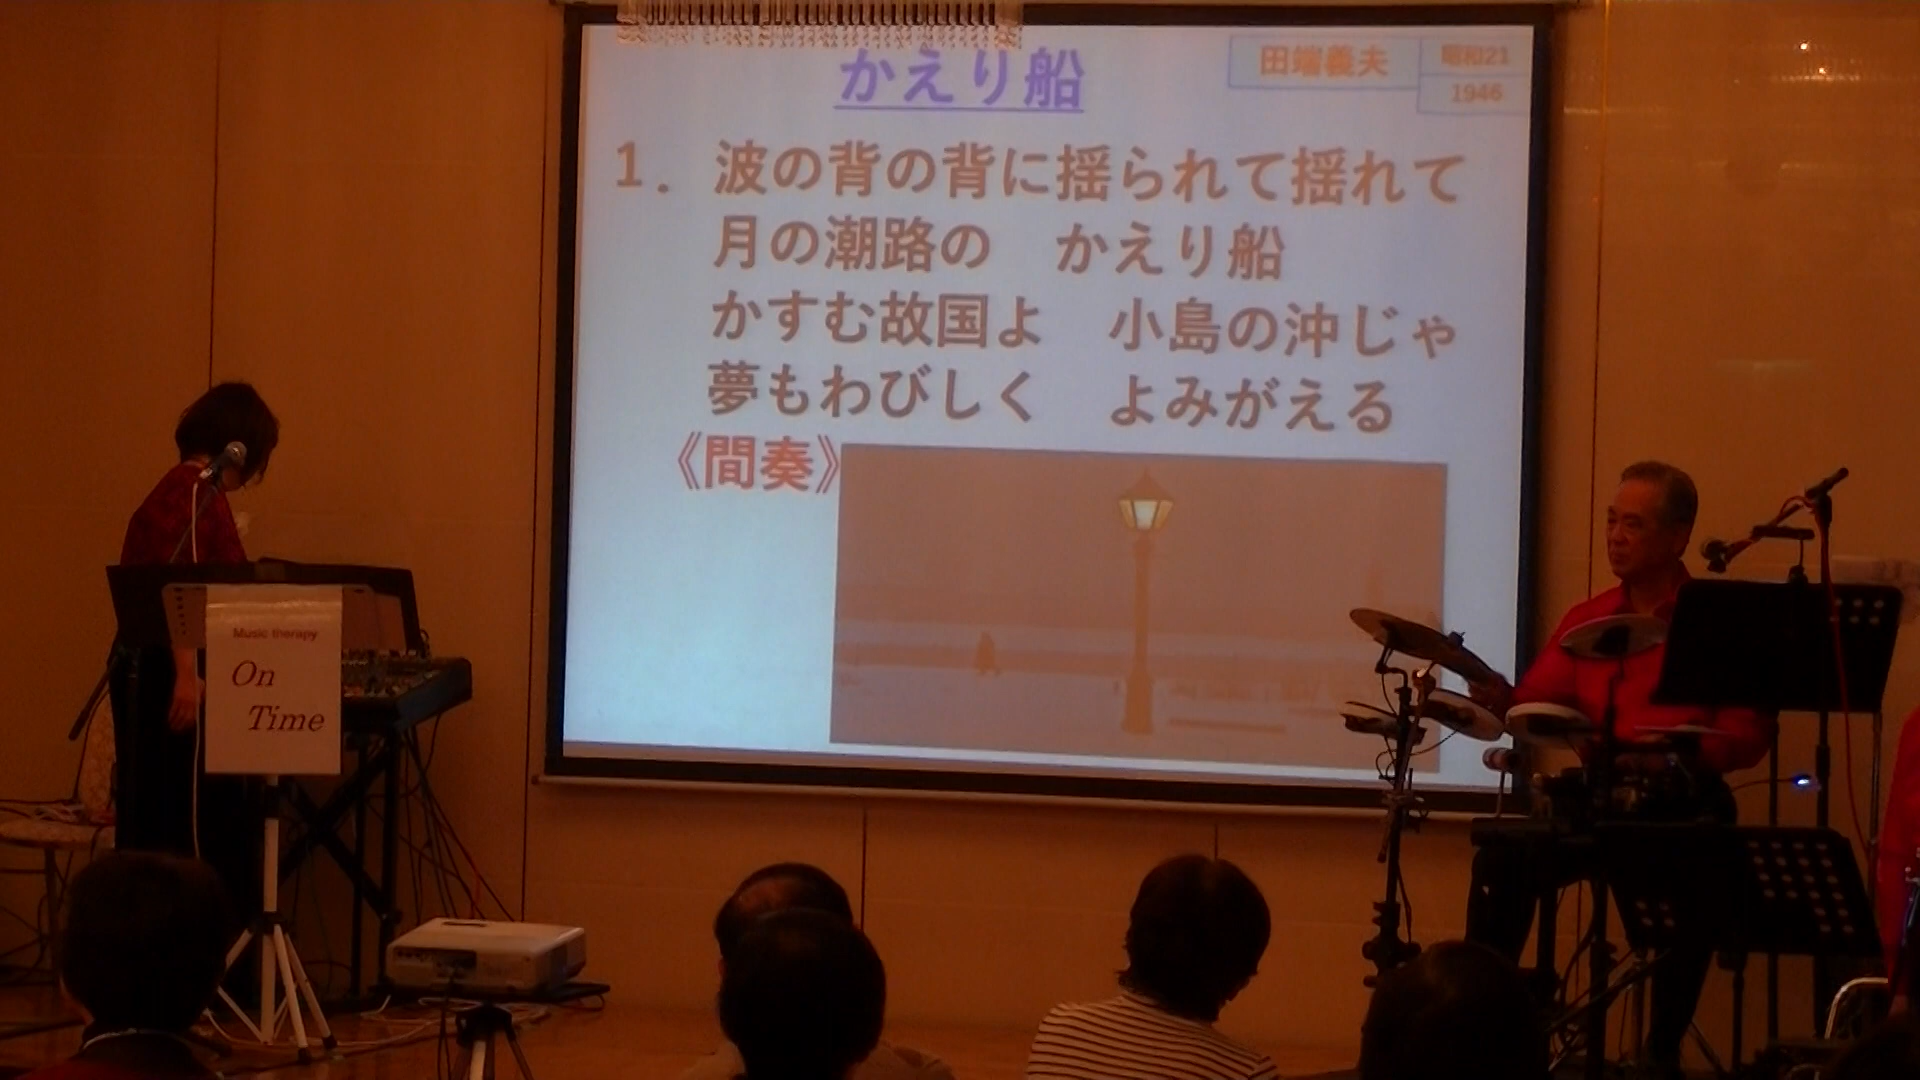 かえり船
田端義夫
昭和21
1946
1．波の背の背に揺られて揺れて
月の潮路の　かえり船
かすむ故国よ　小島の沖じゃ
夢もわびしく　よみがえる
《間奏》
Music therapy
On
Time